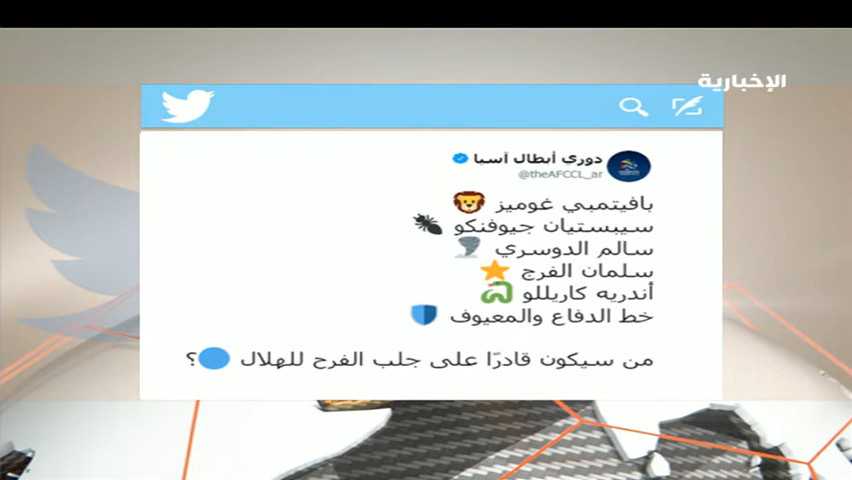 الإخبارية
دوري أبطال آسيا
@theAFCCL_ar
بافيتمبي غوميز 🦁
سيبستيان جيوفنكو 🐜
سالم الدوسري 🌪
سلمان الفرج ⭐
أندريه كاريللو 🐍
خط الدفاع والمعيوف 🛡
من سيكون قادرًا على جلب الفرح للهلال 🔵؟